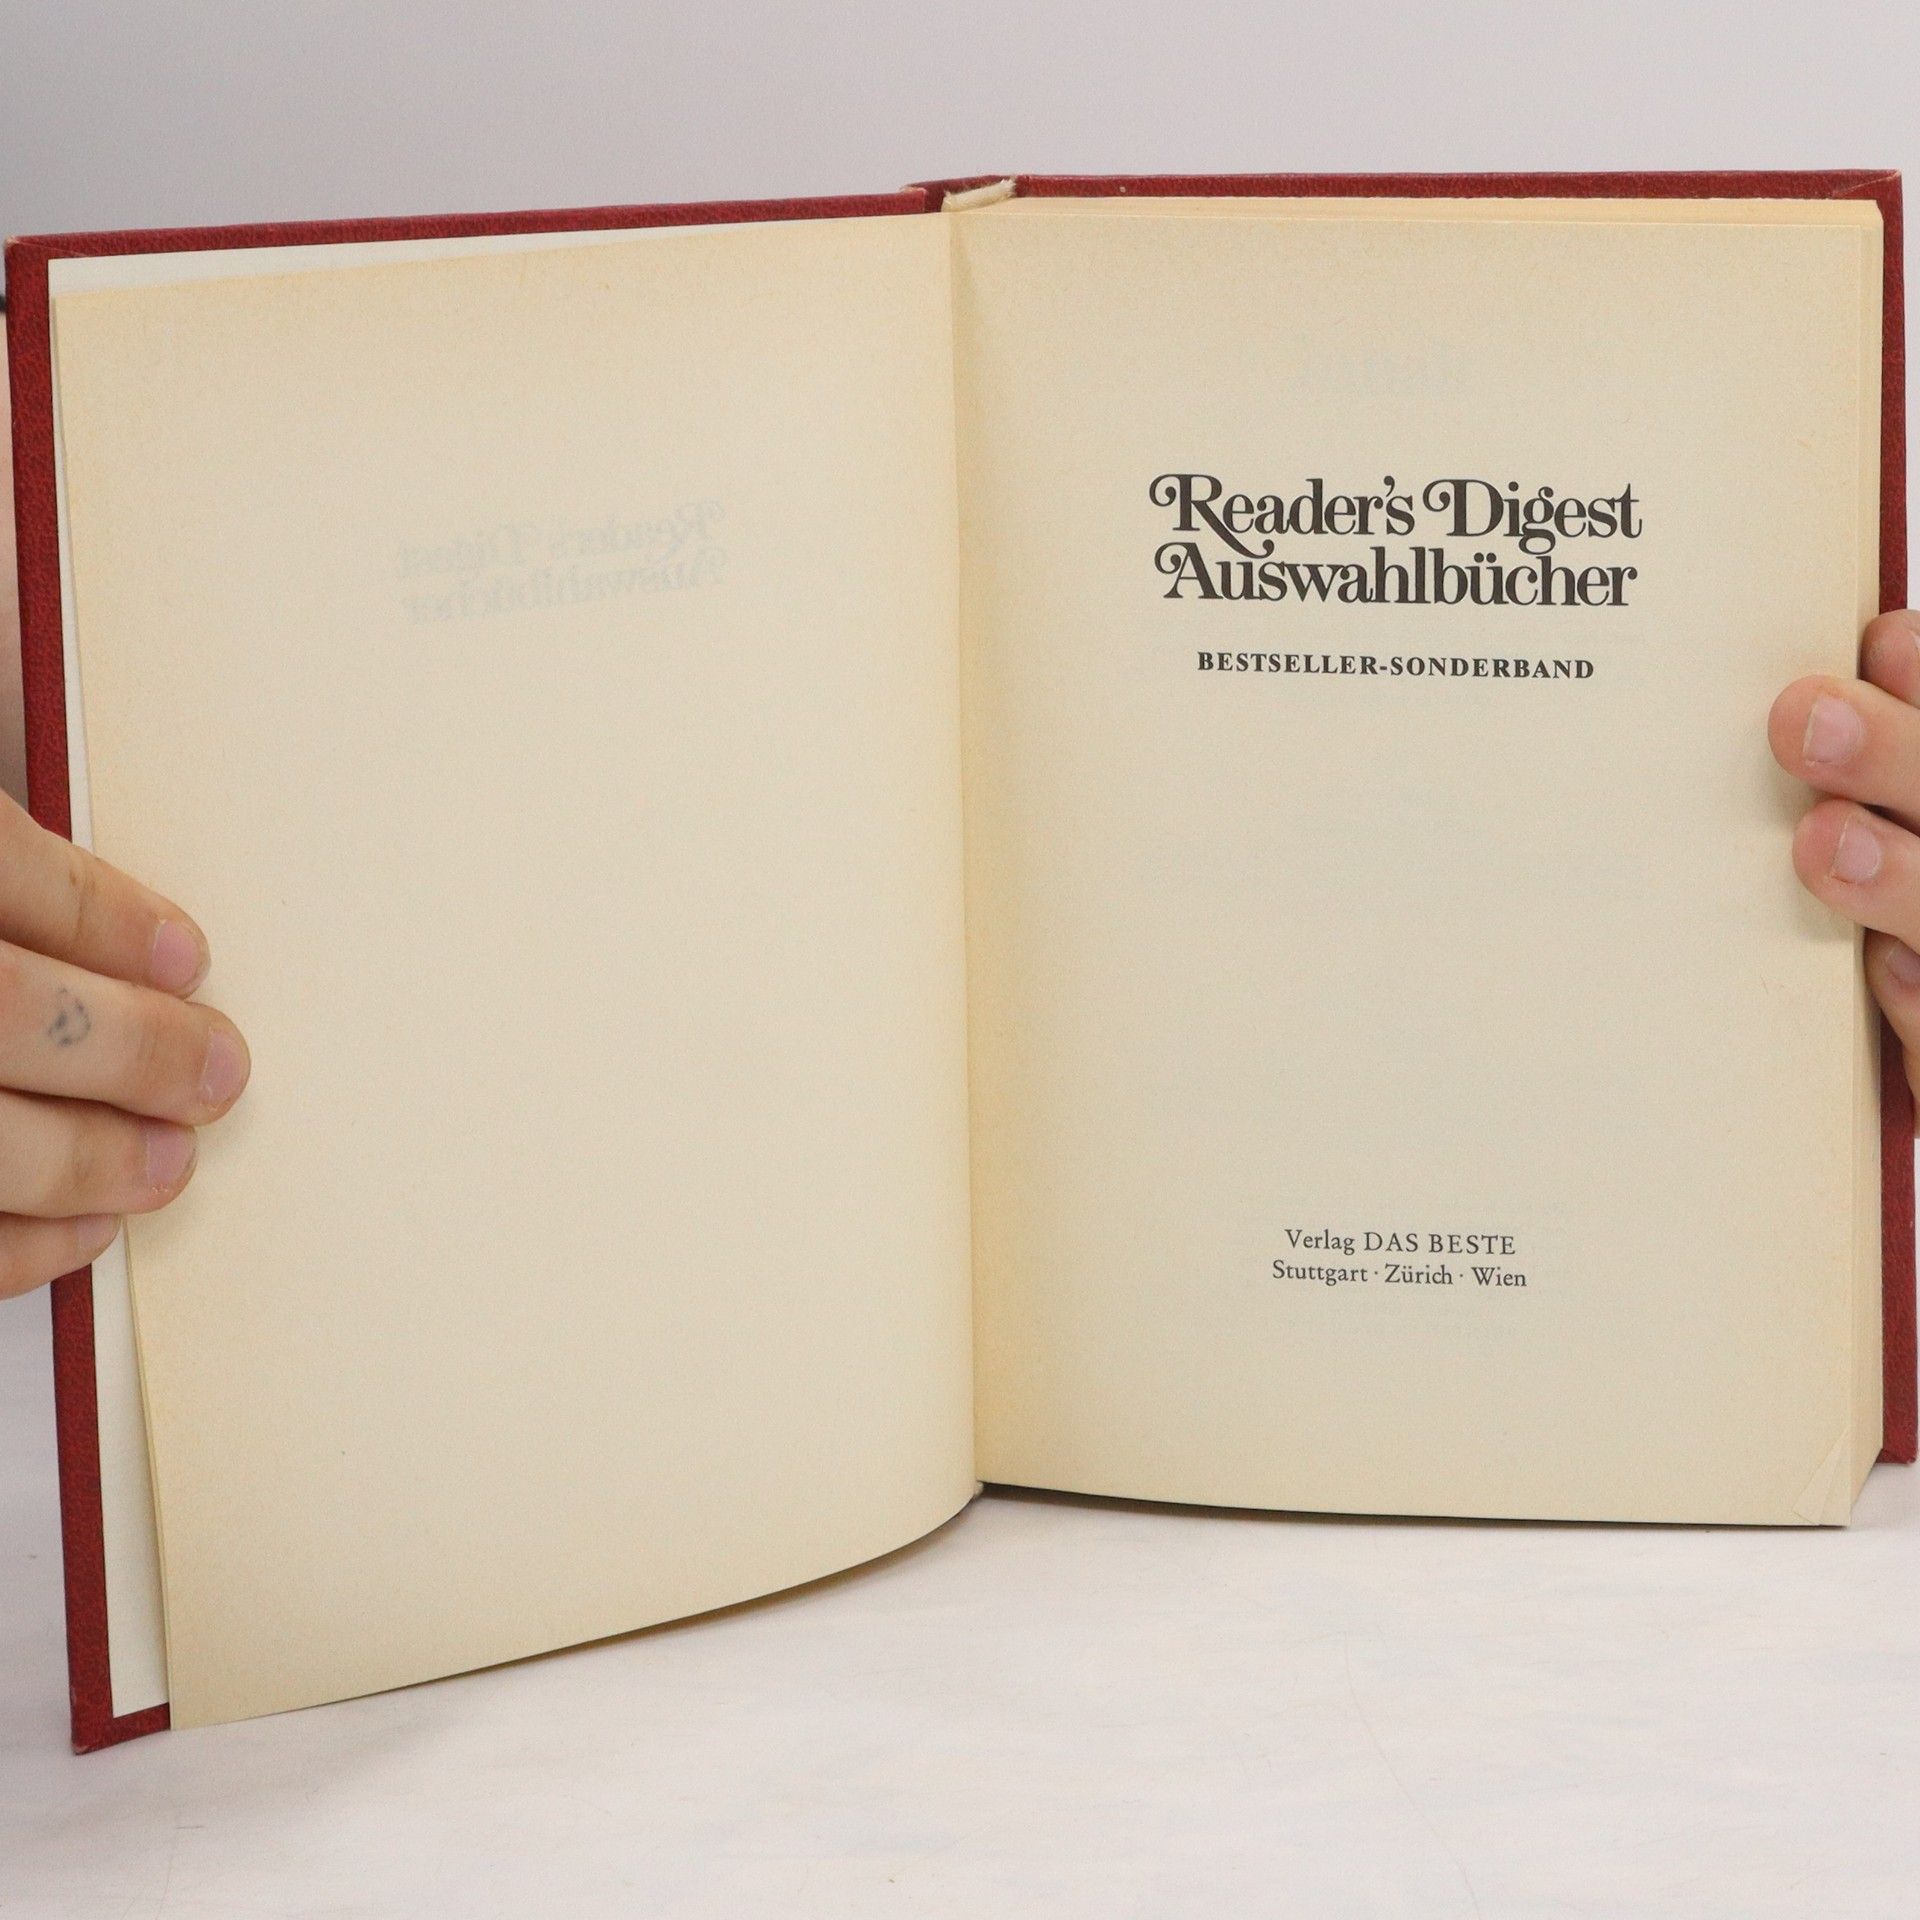 Reader's Digest
Auswahlbücher
BESTSELLER-SONDERBAND
Verlag DAS BESTE
Stuttgart · Zürich · Wien